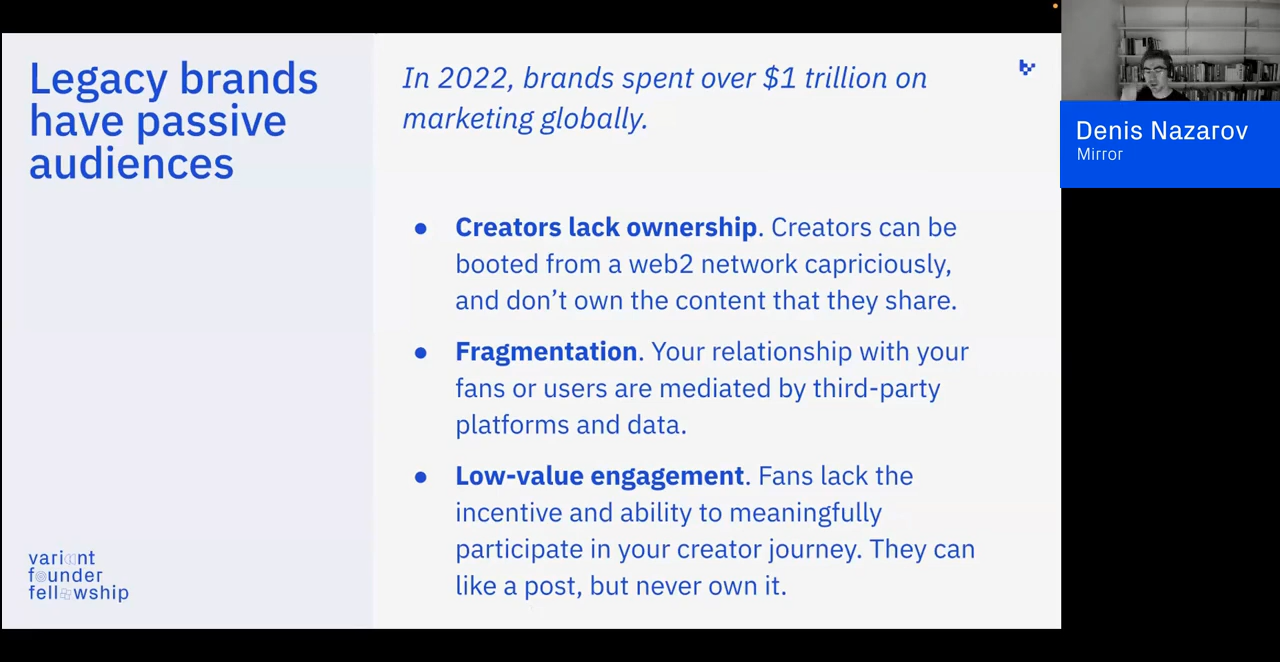 Legacy brands
have passive
audiences
In 2022, brands spent over $1 trillion on
marketing globally.
● Creators lack ownership. Creators can be
booted from a web2 network capriciously,
and don’t own the content that they share.
● Fragmentation. Your relationship with your
fans or users are mediated by third-party
platforms and data.
● Low-value engagement. Fans lack the
incentive and ability to meaningfully
participate in your creator journey. They can
like a post, but never own it.
variant
founder
fellowship
Denis Nazarov
Mirror